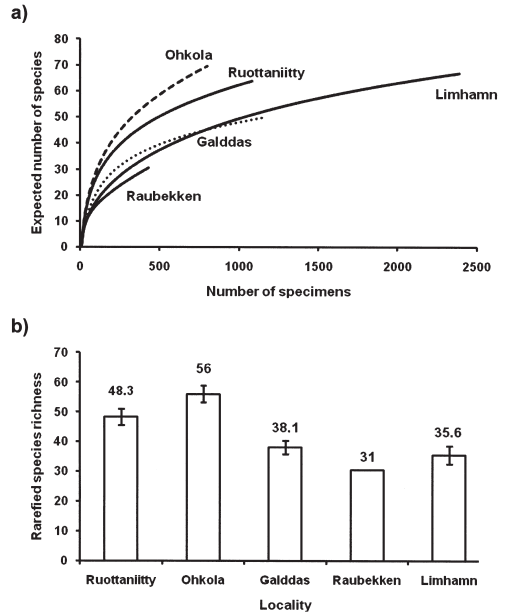 a)
Expected number of species
80
70
60
50
40
30
20
10
0
Ohkola
Ruottaniitty
Limhamn
Galddas
Raubekken
0 500 1000 1500 2000 2500
Number of specimens
b)
Rarefied species richness
70
60
50
40
30
20
10
0
48.3 56 38.1 31 35.6
Ruottaniitty Ohkola Galddas Raubekken Limhamn
Locality